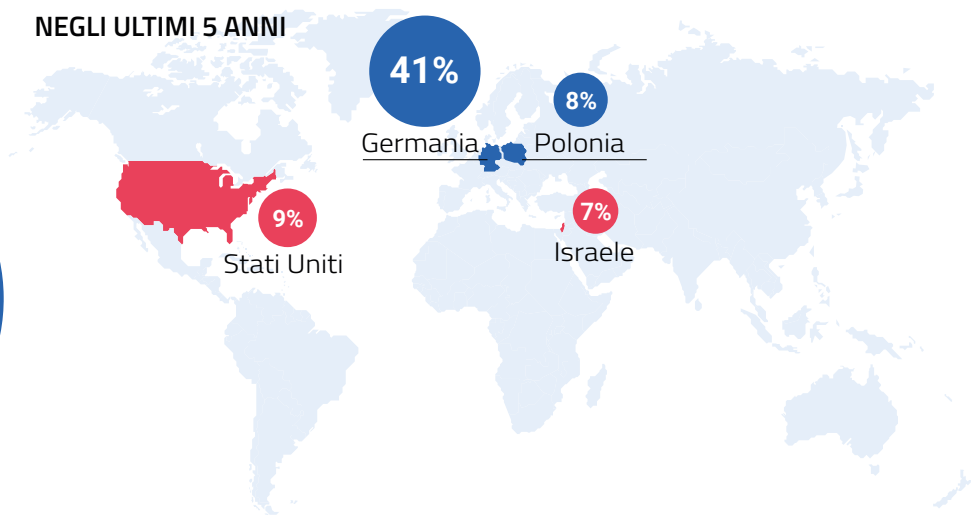 NEGLI ULTIMI 5 ANNI
41%
8%
Germania
Polonia
9%
7%
Stati Uniti
Israele